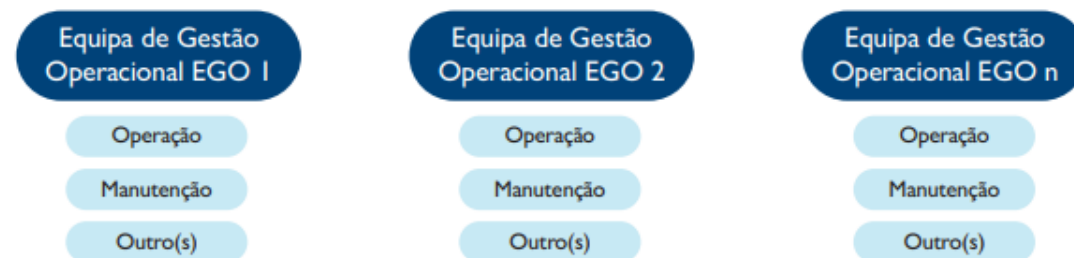 Equipa de Gestão
Operacional EGO 1
Operação
Manutenção
Outro(s)
Equipa de Gestão
Operacional EGO 2
Operação
Manutenção
Outro(s)
Equipa de Gestão
Operacional EGO n
Operação
Manutenção
Outro(s)